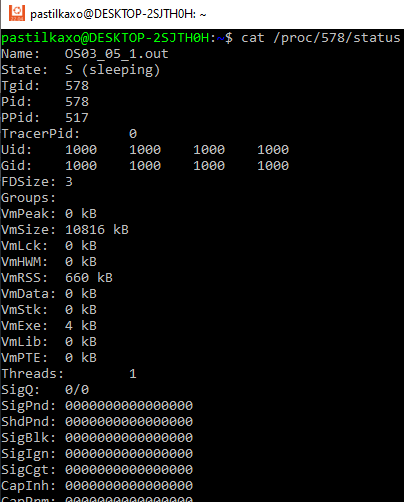 pastilkaxo@DESKTOP-2SJTH0H: ~
pastilkaxo@DESKTOP-2SJTH0H:~$ cat /proc/578/status
Name:   OS03_05_1.out
State:  S (sleeping)
Tgid:   578
Pid:    578
PPid:   517
TracerPid:      0
Uid:    1000    1000    1000    1000
Gid:    1000    1000    1000    1000
FDSize: 3
Groups:
VmPeak: 0 kB
VmSize: 10816 kB
VmLck:  0 kB
VmHWM:  0 kB
VmRSS:  660 kB
VmData: 0 kB
VmStk:  0 kB
VmExe:  4 kB
VmLib:  0 kB
VmPTE:  0 kB
Threads:        1
SigQ:   0/0
SigPnd: 0000000000000000
ShdPnd: 0000000000000000
SigBlk: 0000000000000000
SigIgn: 0000000000000000
SigCgt: 0000000000000000
CapInh: 0000000000000000